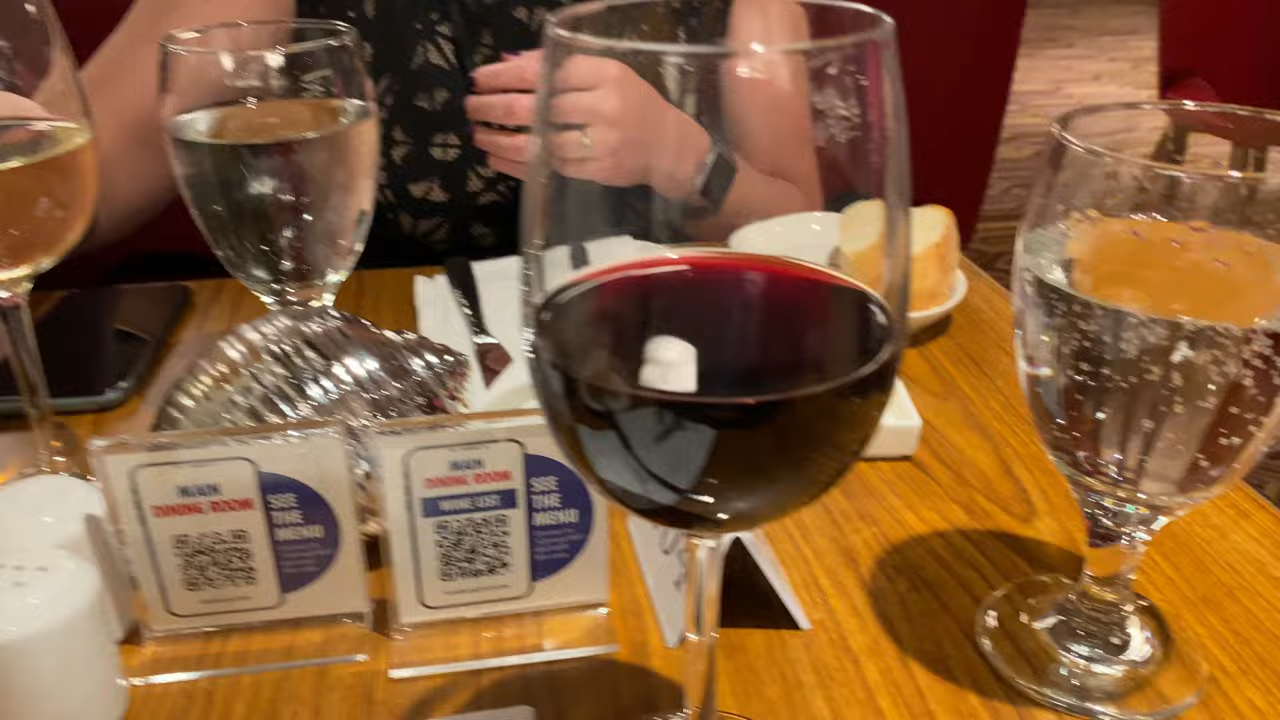 MAIN
DINING ROOM
SEE
THE
MENU
MAIN
DINING ROOM
WINE LIST
SEE
THE
MENU